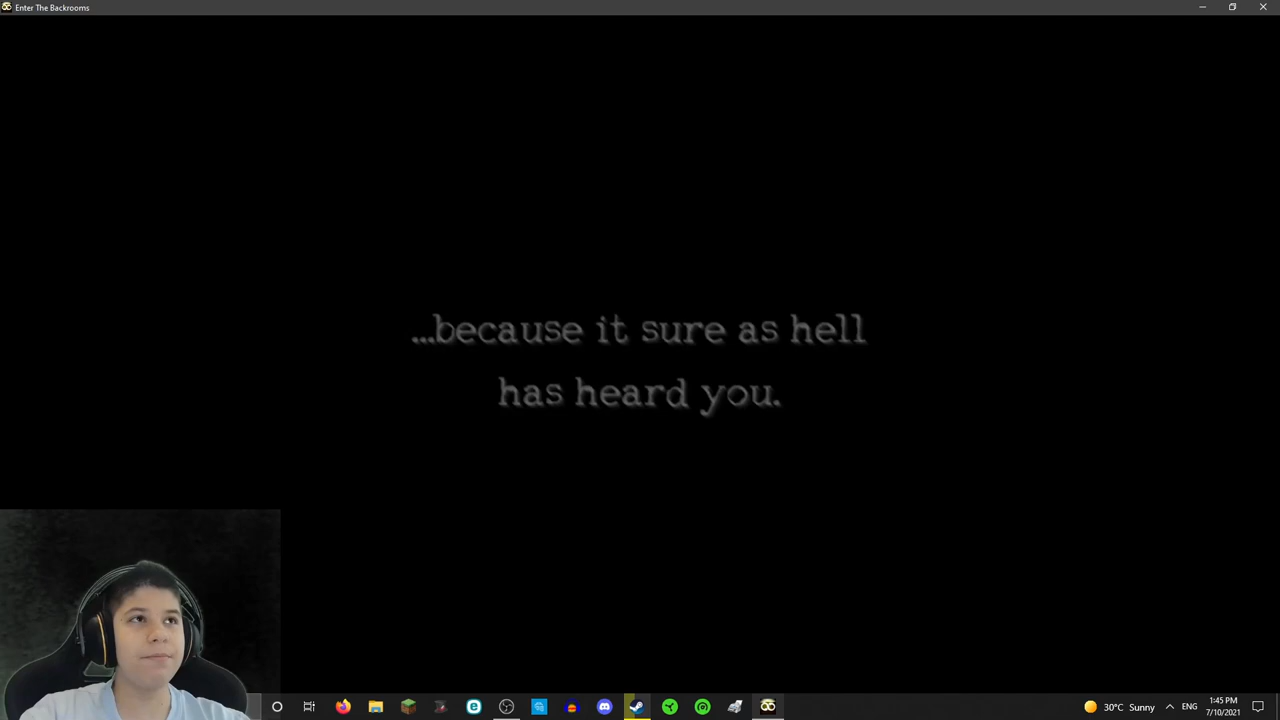 Enter The Backrooms
...because it sure as hell
has heard you.
30°C Sunny
ENG
1:45 PM
7/10/2021